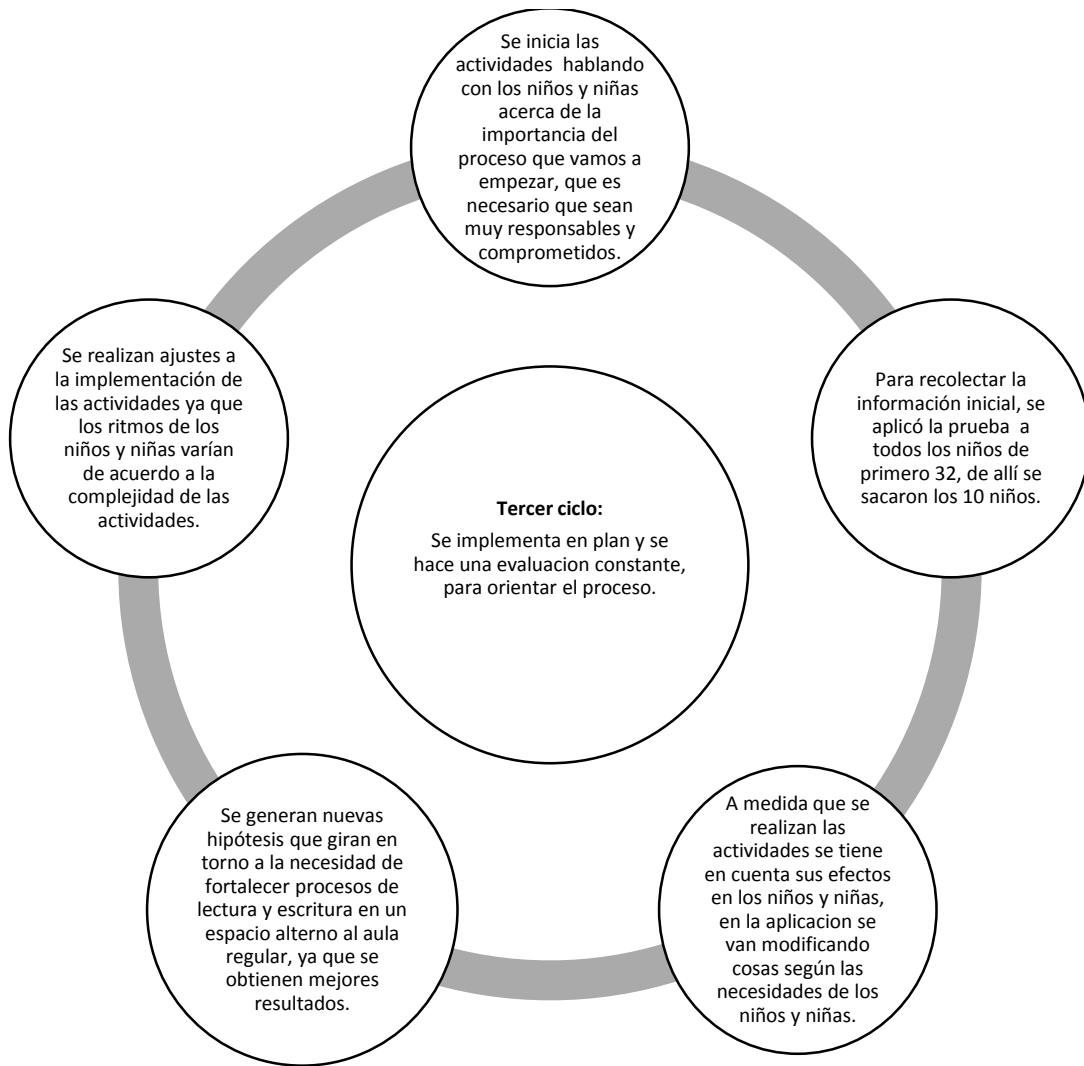 Se inicia las
actividades  hablando
con los niños y niñas
acerca de la
importancia del
proceso que vamos a
empezar, que es
necesario que sean
muy responsables y
comprometidos.
Para recolectar la
información inicial, se
aplicó la prueba  a
todos los niños de
primero 32, de allí se
sacaron los 10 niños.
A medida que se
realizan las
actividades se tiene
en cuenta sus efectos
en los niños y niñas,
en la aplicacion se
van modificando
cosas según las
necesidades de los
niños y niñas.
Se generan nuevas
hipótesis que giran en
torno a la necesidad de
fortalecer procesos de
lectura y escritura en un
espacio alterno al aula
regular, ya que se
obtienen mejores
resultados.
Se realizan ajustes a
la implementación de
las actividades ya que
los ritmos de los
niños y niñas varían
de acuerdo a la
complejidad de las
actividades.
Tercer ciclo:
Se implementa en plan y se
hace una evaluacion constante,
para orientar el proceso.